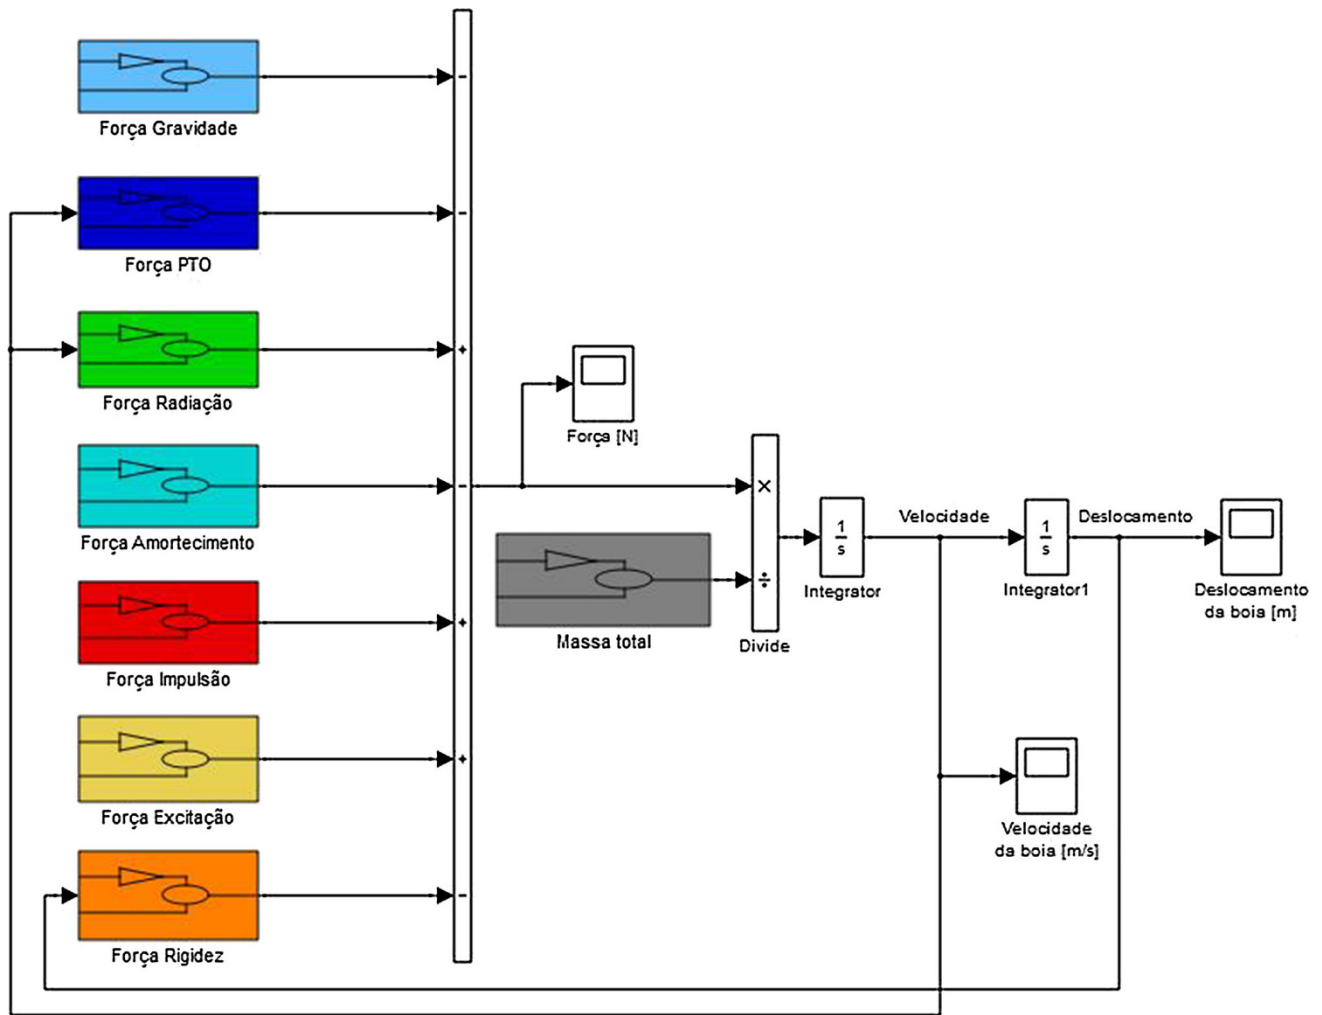 -
Força Gravidade
-
Força PTO
+
Força Radiação
Força [N]
-
×
Força Amortecimento
Velocidade
Deslocamento
1
s
Integrator
1
s
Integrator1
Deslocamento
da boia [m]
÷
Massa total
Divide
+
Força Impulsão
+
Força Excitação
Velocidade
da boia [m/s]
-
Força Rigidez